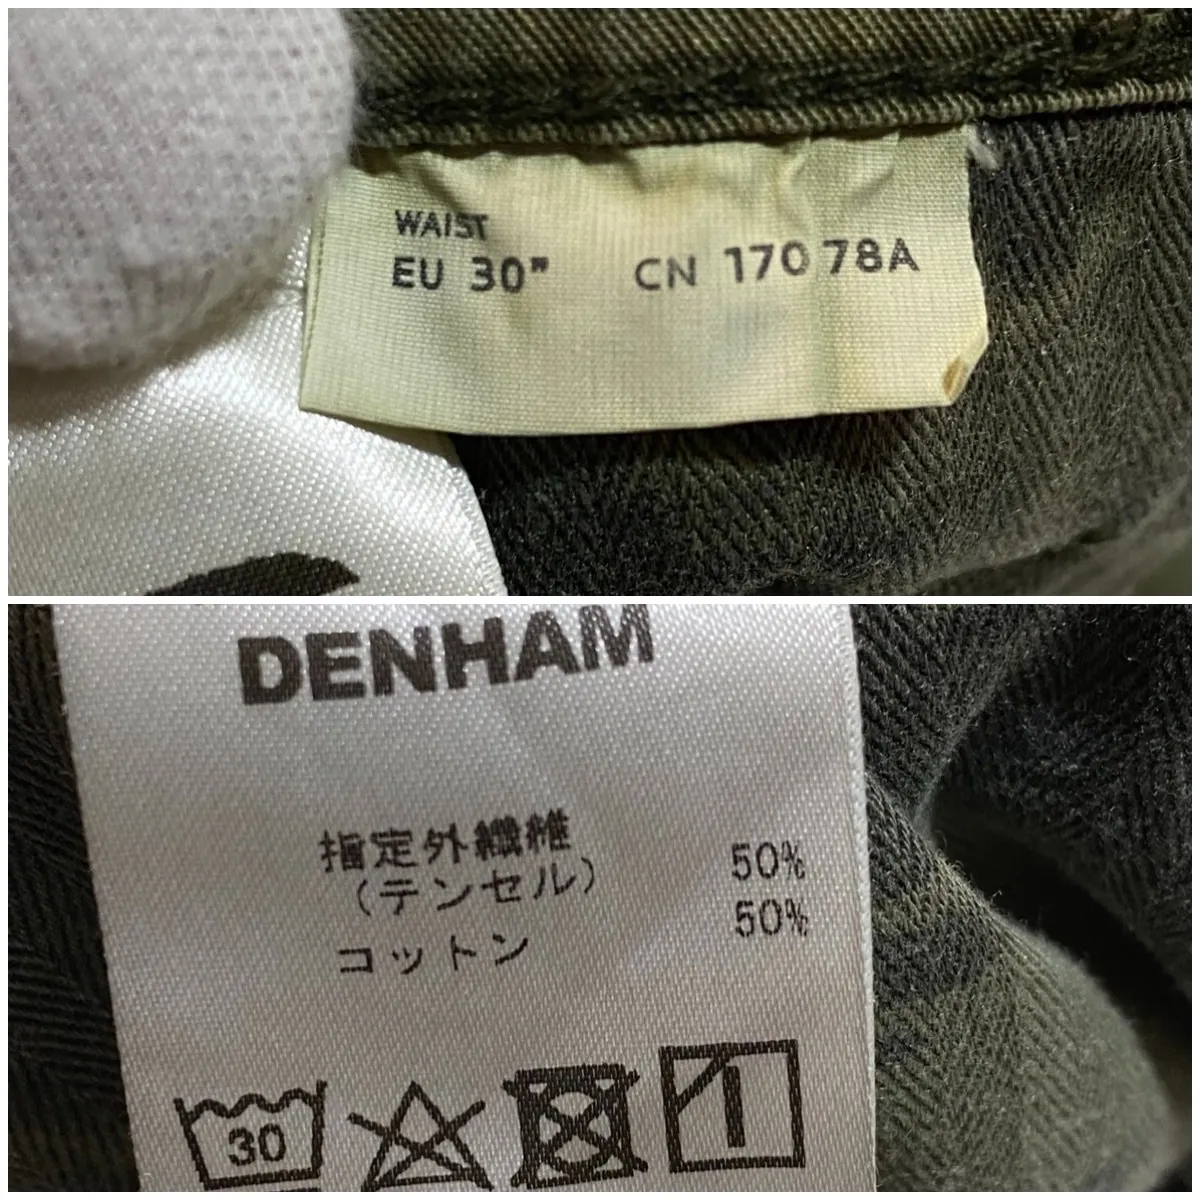 WAIST
EU 30" CN 170 78A
DENHAM
指定外繊維
(テンセル) 50%
コットン 50%
30